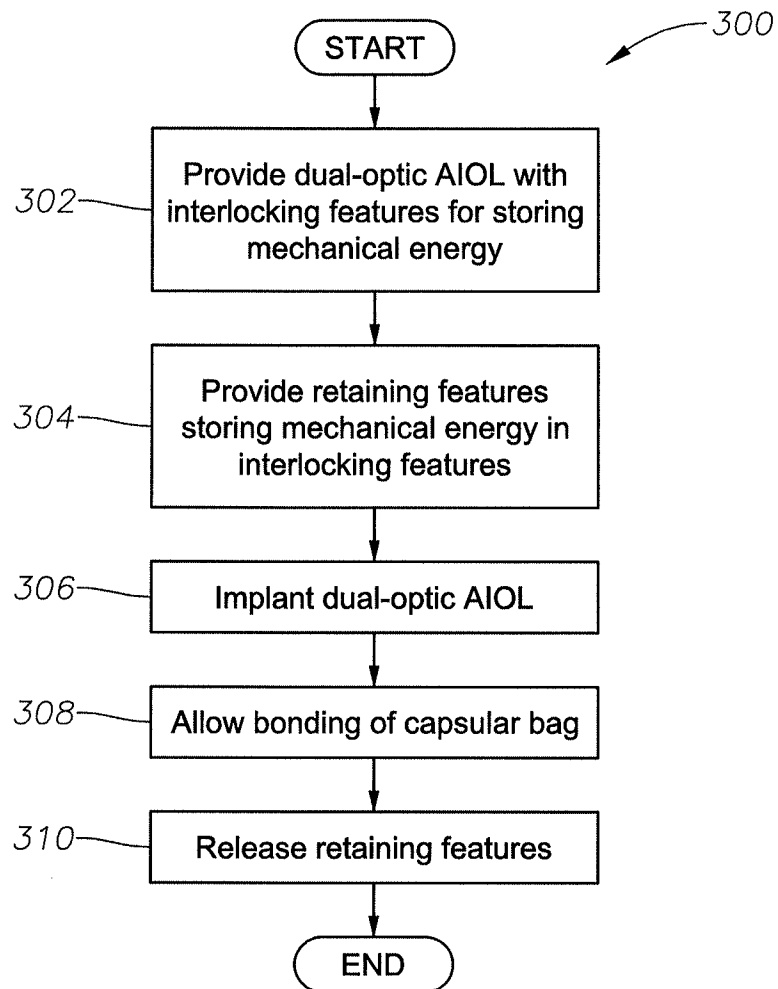 START
300
302
Provide dual-optic AIOL with
interlocking features for storing
mechanical energy
304
Provide retaining features
storing mechanical energy in
interlocking features
306
Implant dual-optic AIOL
308
Allow bonding of capsular bag
310
Release retaining features
END